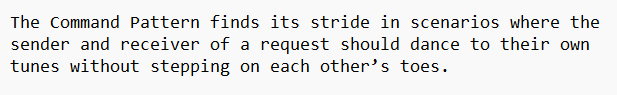 The Command Pattern finds its stride in scenarios where the
sender and receiver of a request should dance to their own
tunes without stepping on each other’s toes.